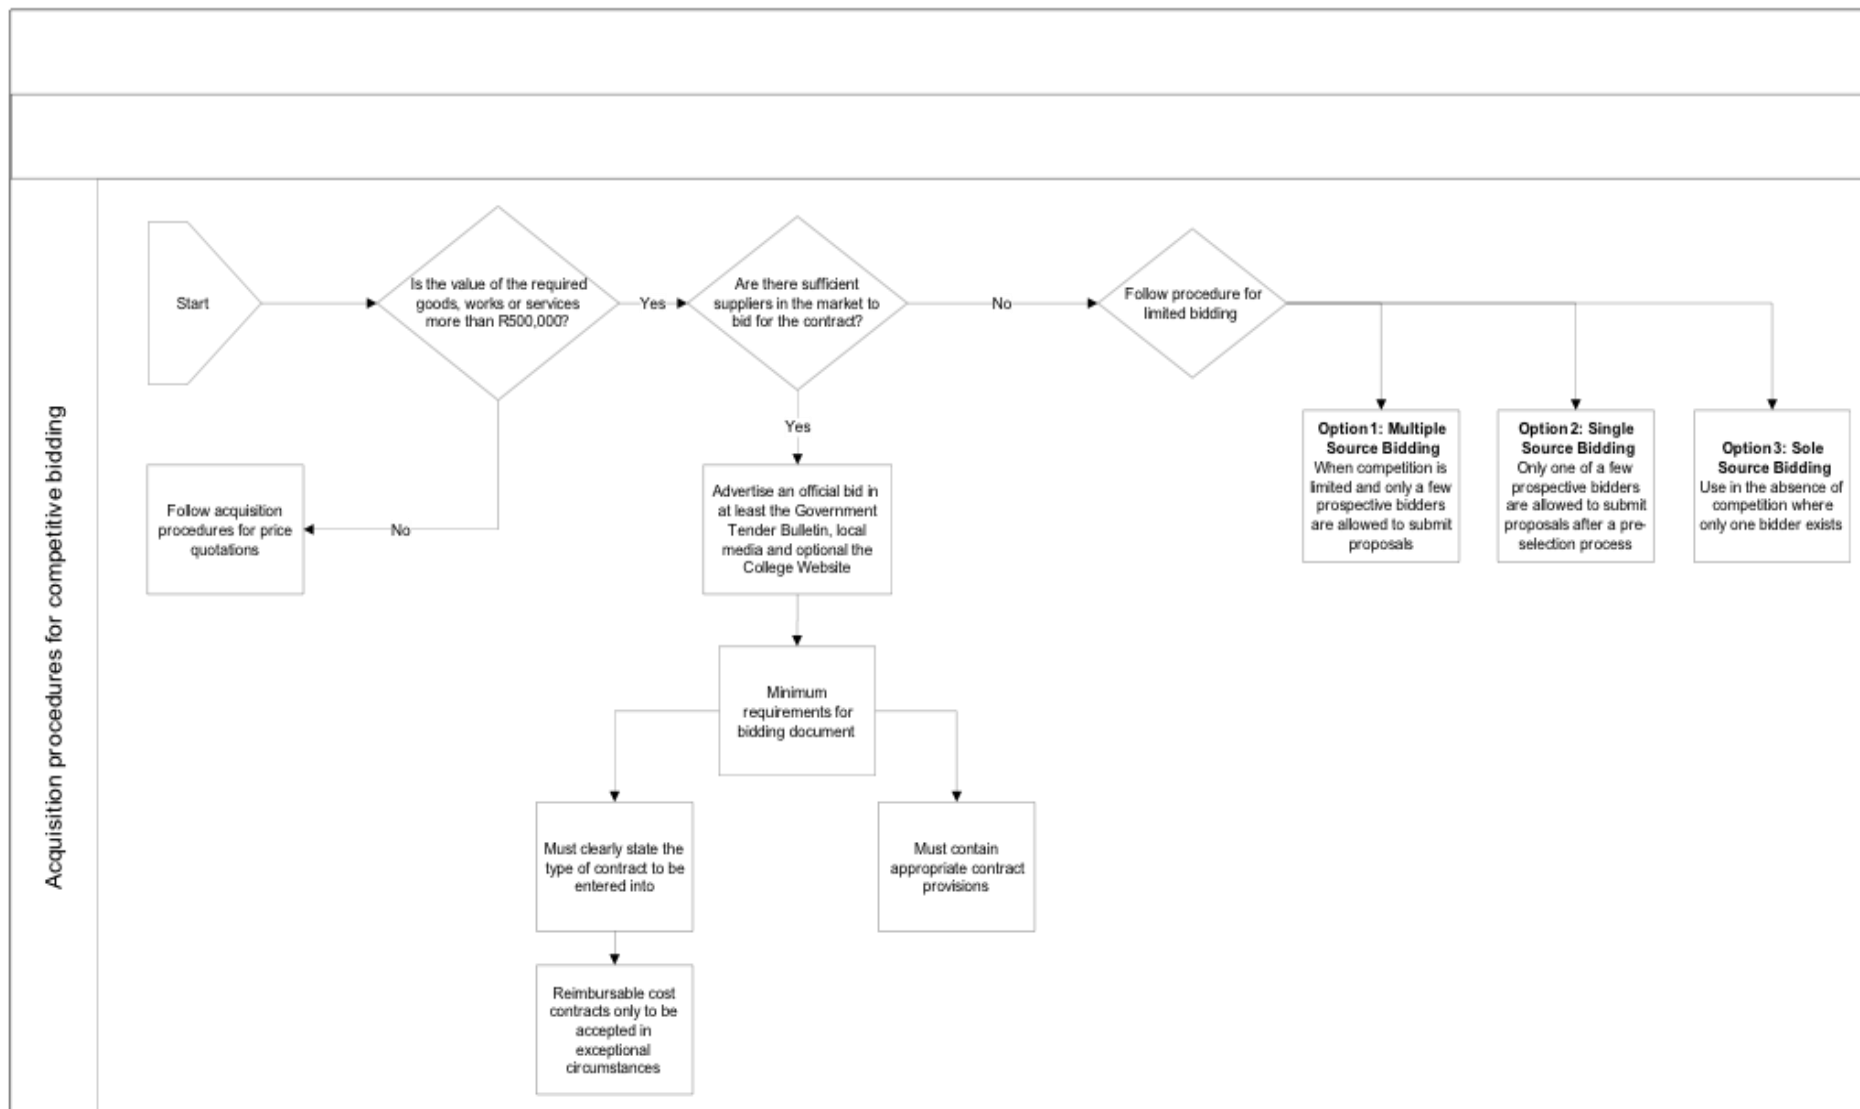 Acquisition procedures for competitive bidding
Start
Is the value of the required
goods, works or services
more than R500,000?
Yes
Are there sufficient
suppliers in the market to
bid for the contract?
No
Follow procedure for
limited bidding
Option 1: Multiple
Source Bidding
When competition is
limited and only a few
prospective bidders
are allowed to submit
proposals
Option 2: Single
Source Bidding
Only one of a few
prospective bidders
are allowed to submit
proposals after a pre-
selection process
Option 3: Sole
Source Bidding
Use in the absence of
competition where
only one bidder exists
Yes
Follow acquisition
procedures for price
quotations
No
Advertise an official bid in
at least the Government
Tender Bulletin, local
media and optional the
College Website
Minimum
requirements for
bidding document
Must clearly state the
type of contract to be
entered into
Must contain
appropriate contract
provisions
Reimbursable cost
contracts only to be
accepted in
exceptional
circumstances